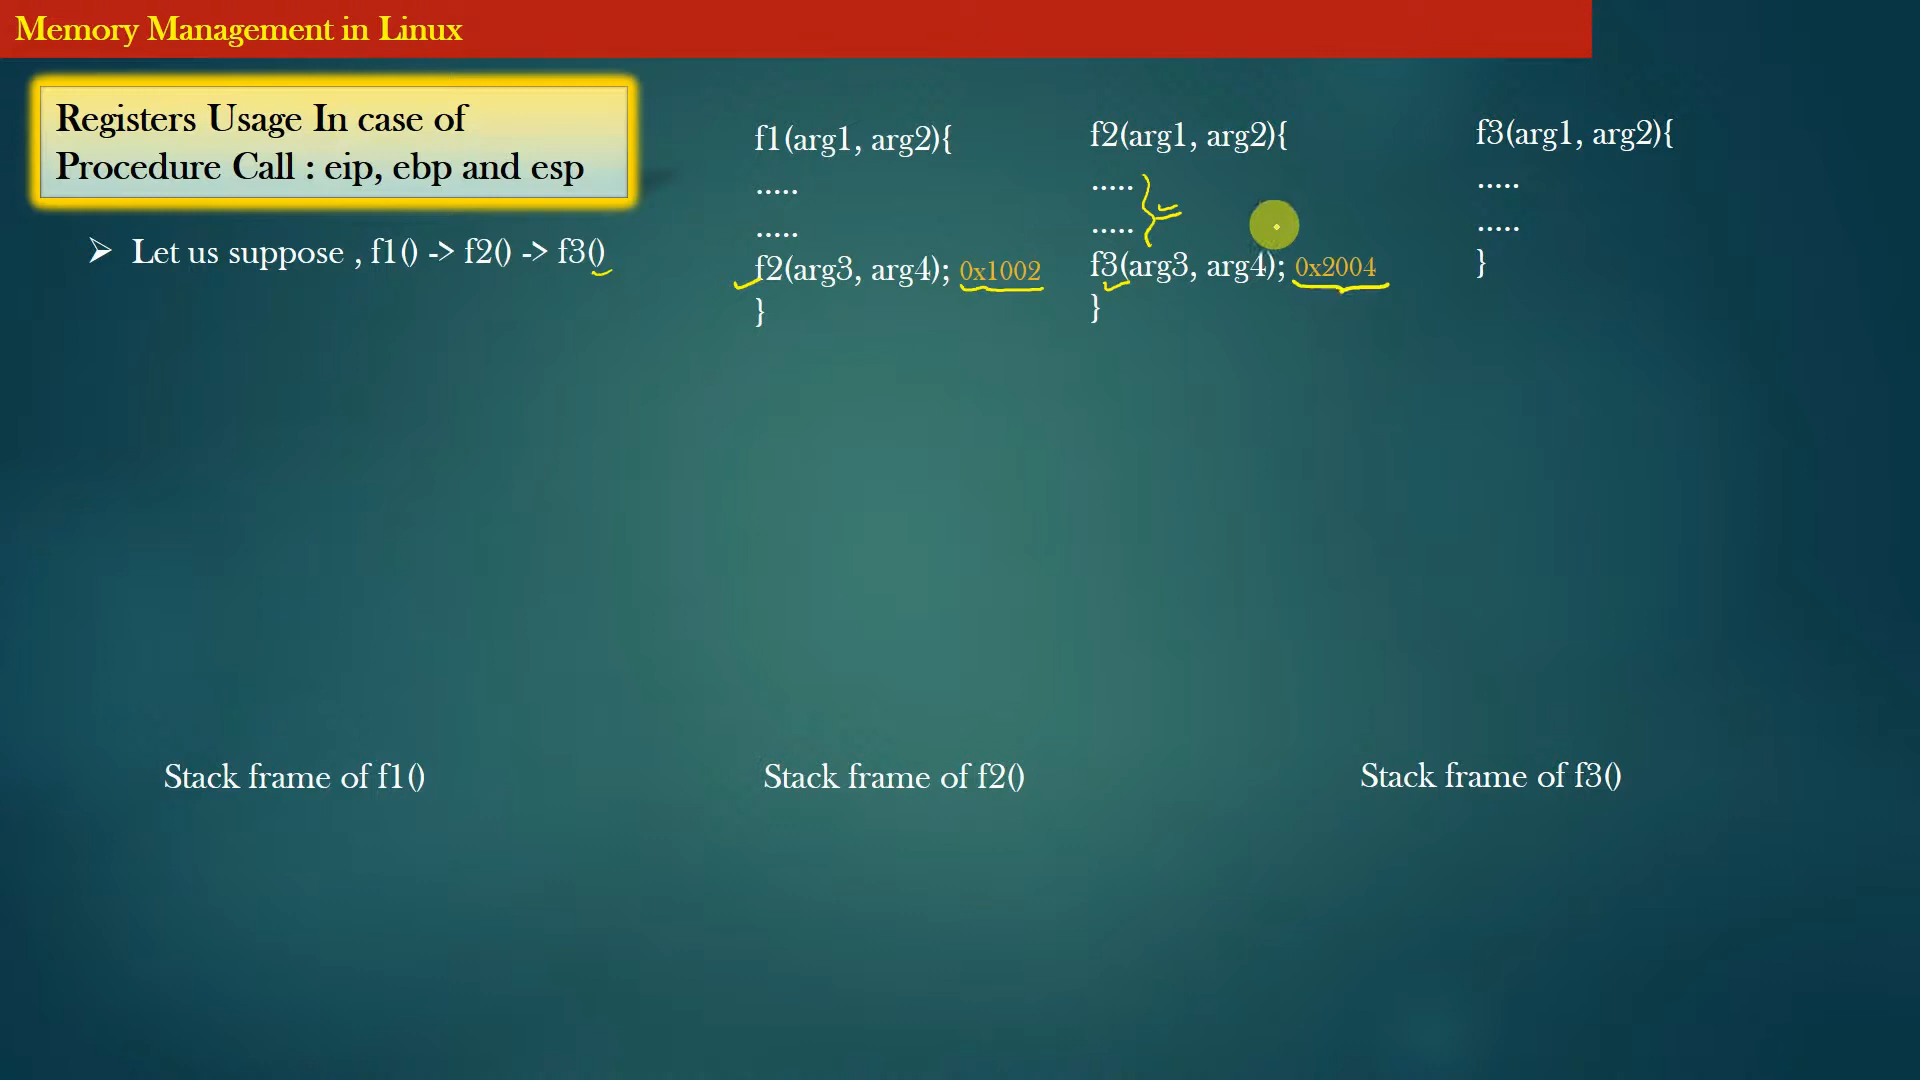 Memory Management in Linux
Registers Usage In case of
Procedure Call : eip, ebp and esp
➢ Let us suppose , f1() -> f2() -> f3()
f1(arg1, arg2){
.....
.....
f2(arg3, arg4); 0x1002
}
f2(arg1, arg2){
.....
.....
f3(arg3, arg4); 0x2004
}
f3(arg1, arg2){
.....
.....
}
Stack frame of f1()
Stack frame of f2()
Stack frame of f3()